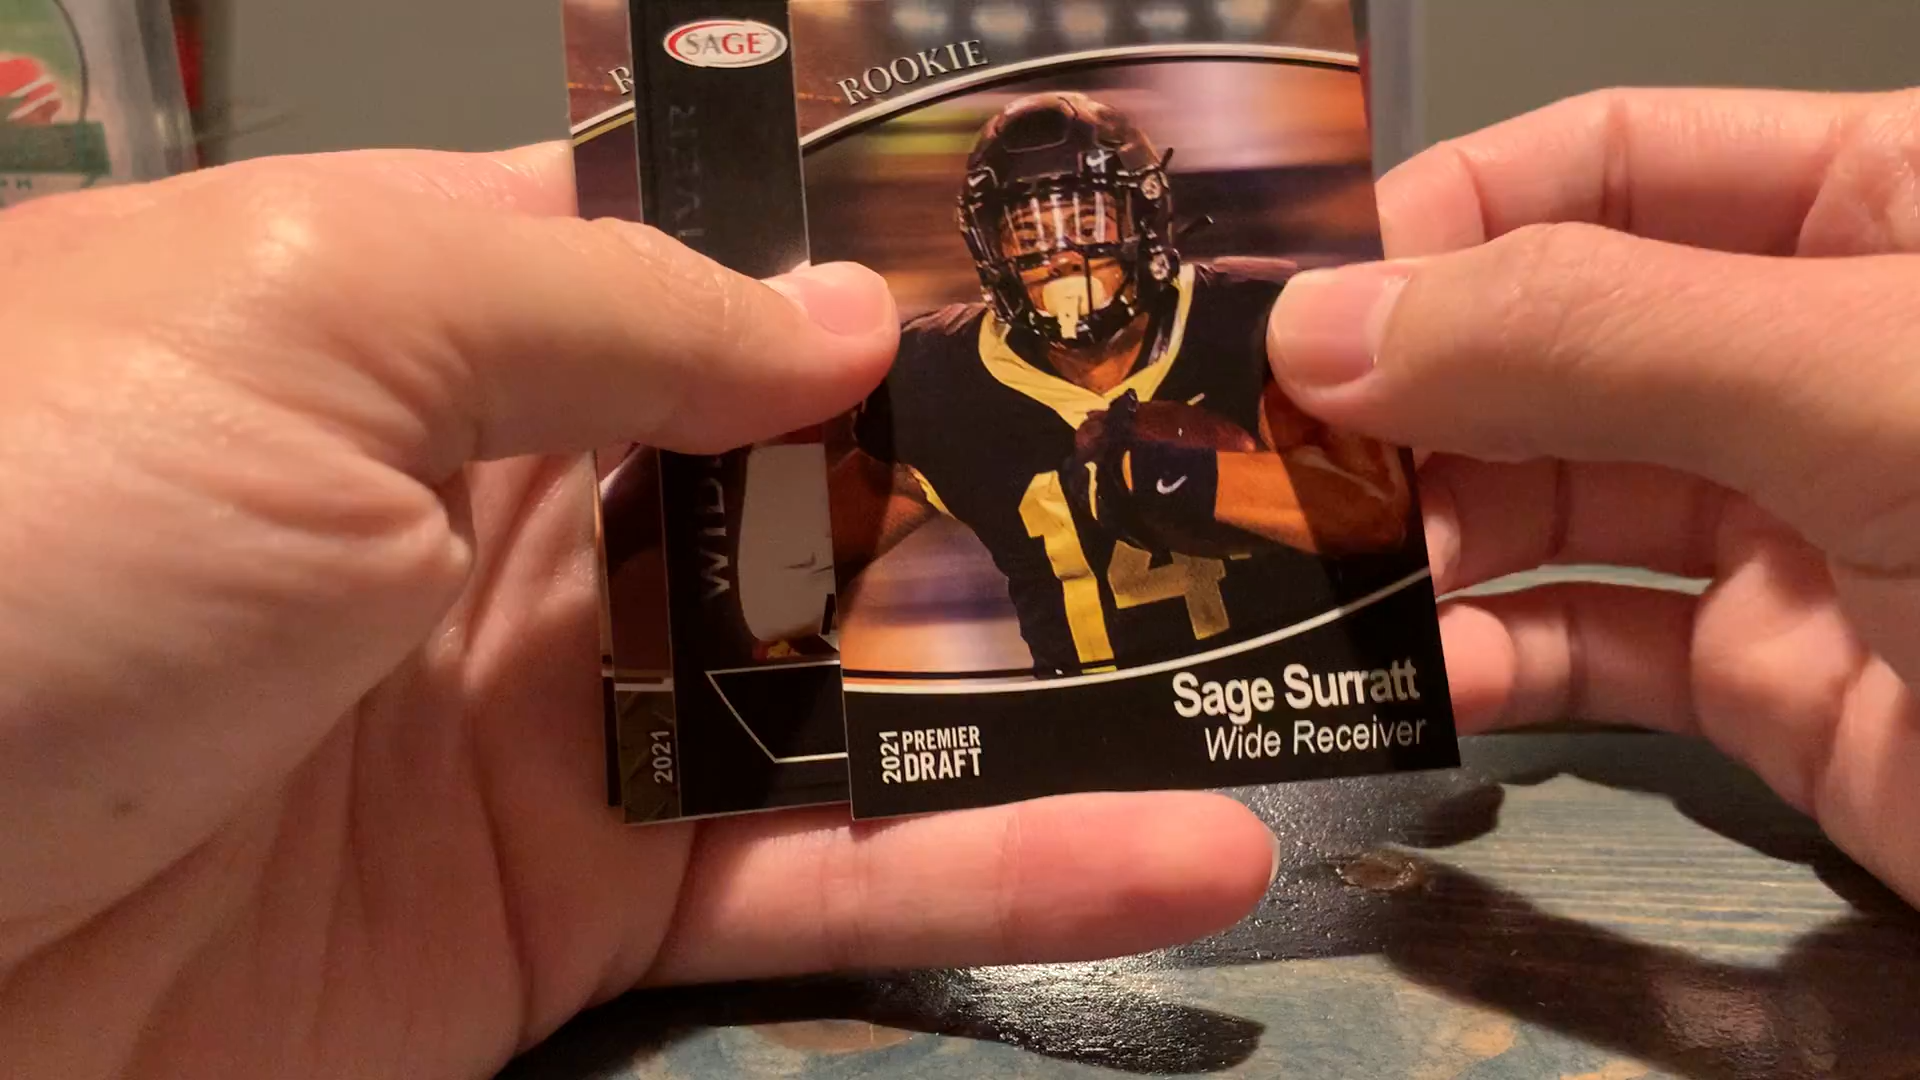 SAGE
ROOKIE
Sage Surratt
Wide Receiver
2021 PREMIER
DRAFT
14
2021